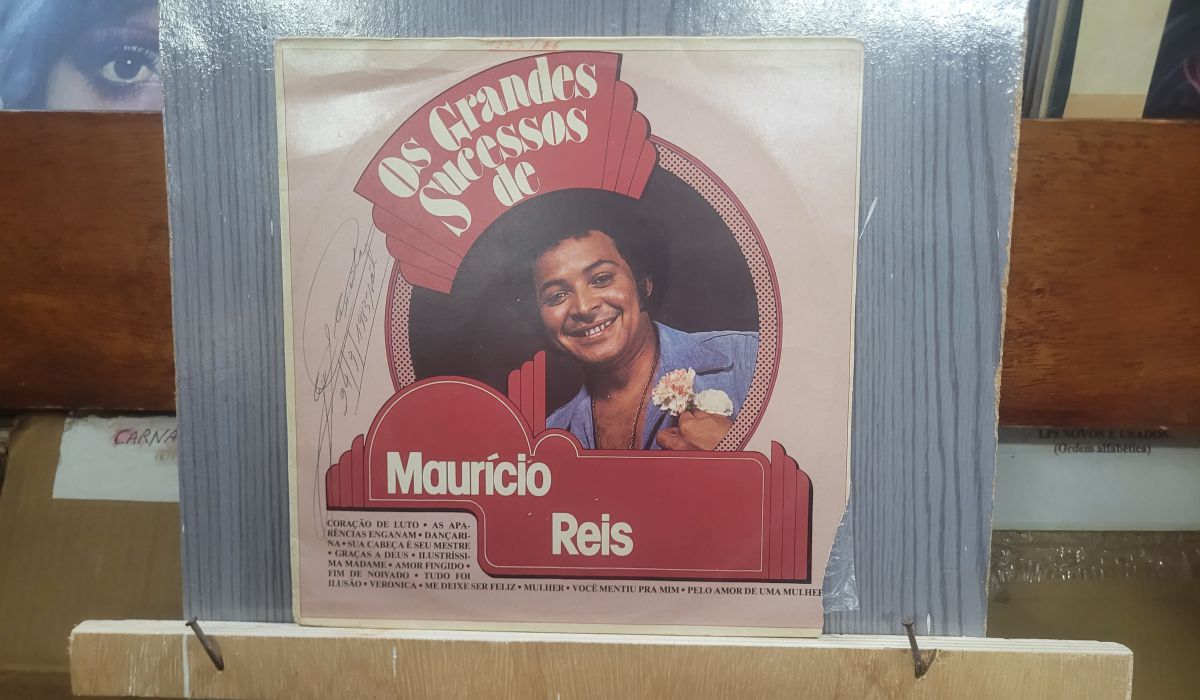 Os Grandes
Sucessos
de
Maurício
Reis
CORAÇÃO DE LUTO • AS APA-
RÊNCIAS ENGANAM • DANÇARI-
NA • SUA CABEÇA É SEU MESTRE
• GRAÇAS A DEUS • ILUSTRÍSSI-
MA MADAME • AMOR FINGIDO •
FIM DE NOIVADO • TUDO FOI
ILUSÃO • VERONICA • ME DEIXE SER FELIZ • MULHER • VOCÊ MENTIU PRA MIM • PELO AMOR DE UMA MULHER
CARNA
LPS NOVOS E USADOS
(Ordem alfabética)